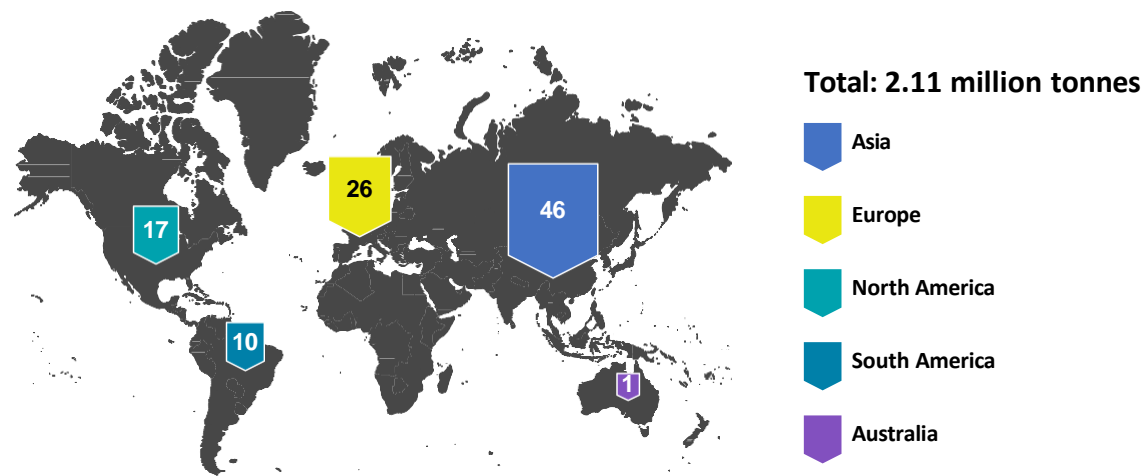 Total: 2.11 million tonnes
26
46
17
10
1
Asia
Europe
North America
South America
Australia